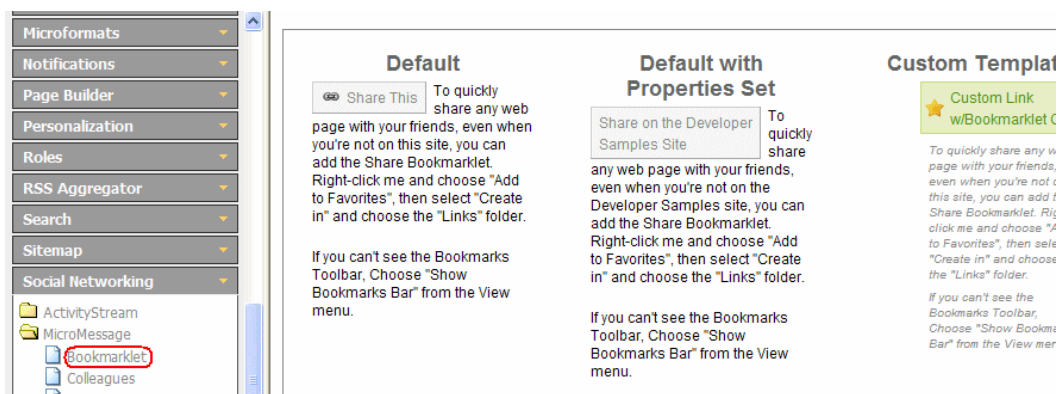 Microformats
Notifications
Page Builder
Personalization
Roles
RSS Aggregator
Search
Sitemap
Social Networking
ActivityStream
MicroMessage
Bookmarklet
Colleagues
Default
Share This
To quickly
share any web
page with your friends, even when
you're not on this site, you can
add the Share Bookmarklet.
Right-click me and choose "Add
to Favorites", then select "Create
in" and choose the "Links" folder.
If you can't see the Bookmarks
Toolbar, Choose "Show
Bookmarks Bar" from the View
menu.
Default with
Properties Set
Share on the Developer
Samples Site
To
quickly
share
any web page with your friends,
even when you're not on the
Developer Samples site, you can
add the Share Bookmarklet.
Right-click me and choose "Add
to Favorites", then select "Create
in" and choose the "Links" folder.
If you can't see the Bookmarks
Toolbar, Choose "Show
Bookmarks Bar" from the View
menu.
Custom Templat
Custom Link
w/Bookmarklet
To quickly share any
page with your friends,
even when you're not
this site, you can add
Share Bookmarklet.
click me and choose
to Favorites", then
"Create in" and choose
the "Links" folder.
If you can't see the
Bookmarks Toolbar,
Choose "Show
Bar" from the View